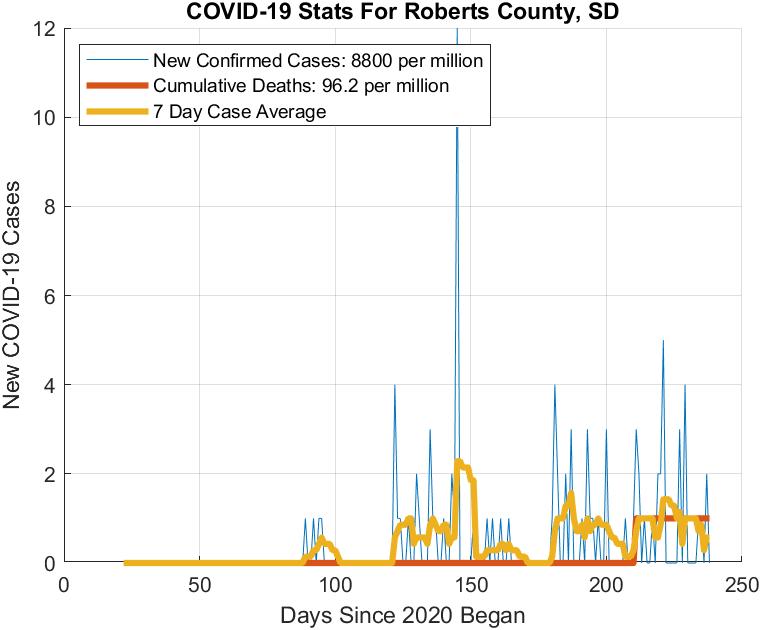 COVID-19 Stats For Roberts County, SD
New Confirmed Cases: 8800 per million
Cumulative Deaths: 96.2 per million
7 Day Case Average
New COVID-19 Cases
12
10
8
6
4
2
0
0 50 100 150 200 250
Days Since 2020 Began